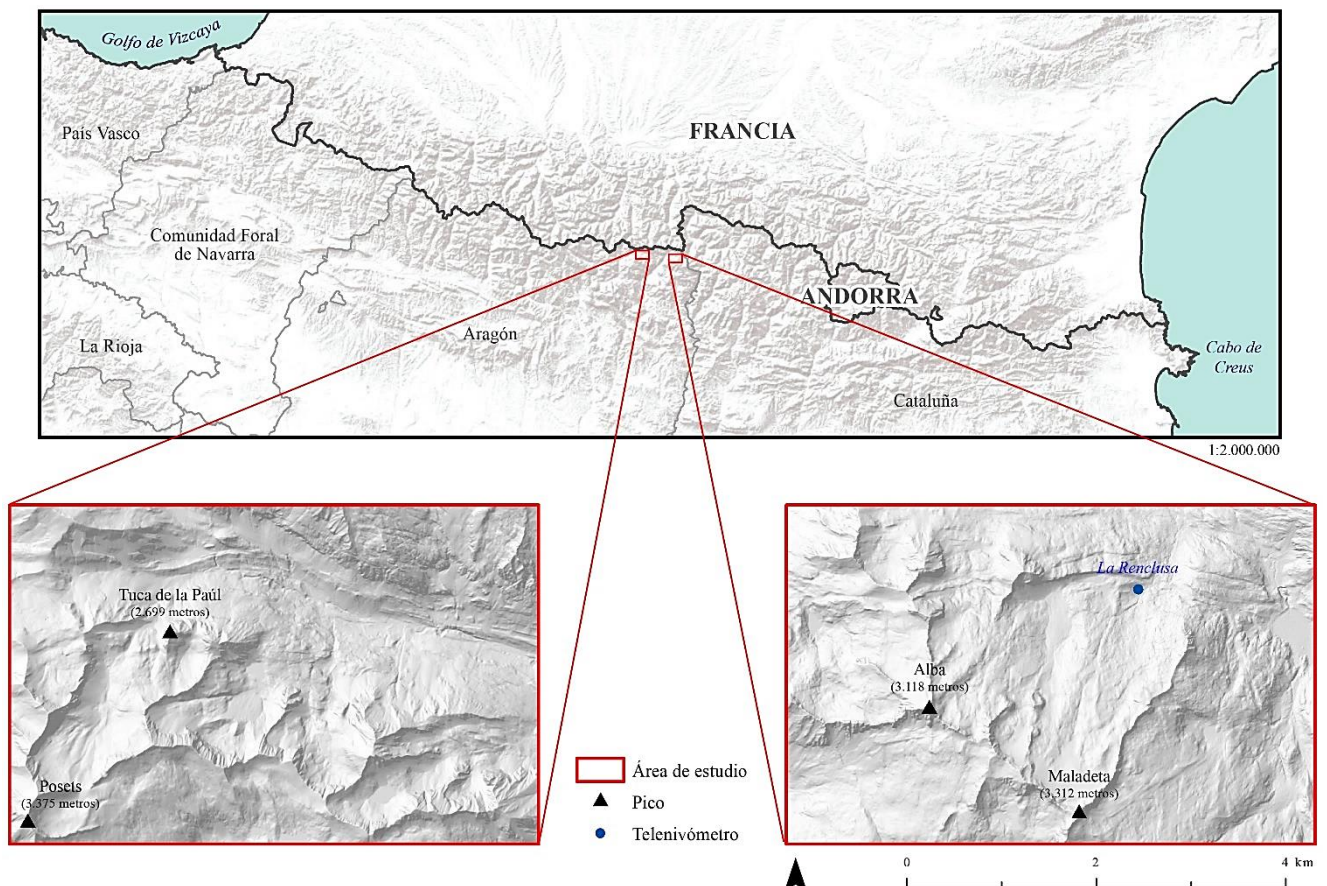 Golfo de Vizcaya
País Vasco
FRANCIA
Comunidad Foral
de Navarra
ANDORRA
La Rioja
Aragón
Cabo de
Creus
Cataluña
1:2.000.000
Tuca de la Paúl
(2.699 metros)
Posets
(3.375 metros)
La Renclusa
Alba
(3.118 metros)
Maladeta
(3.312 metros)
Área de estudio
Pico
Telenivómetro
0 2 4 km